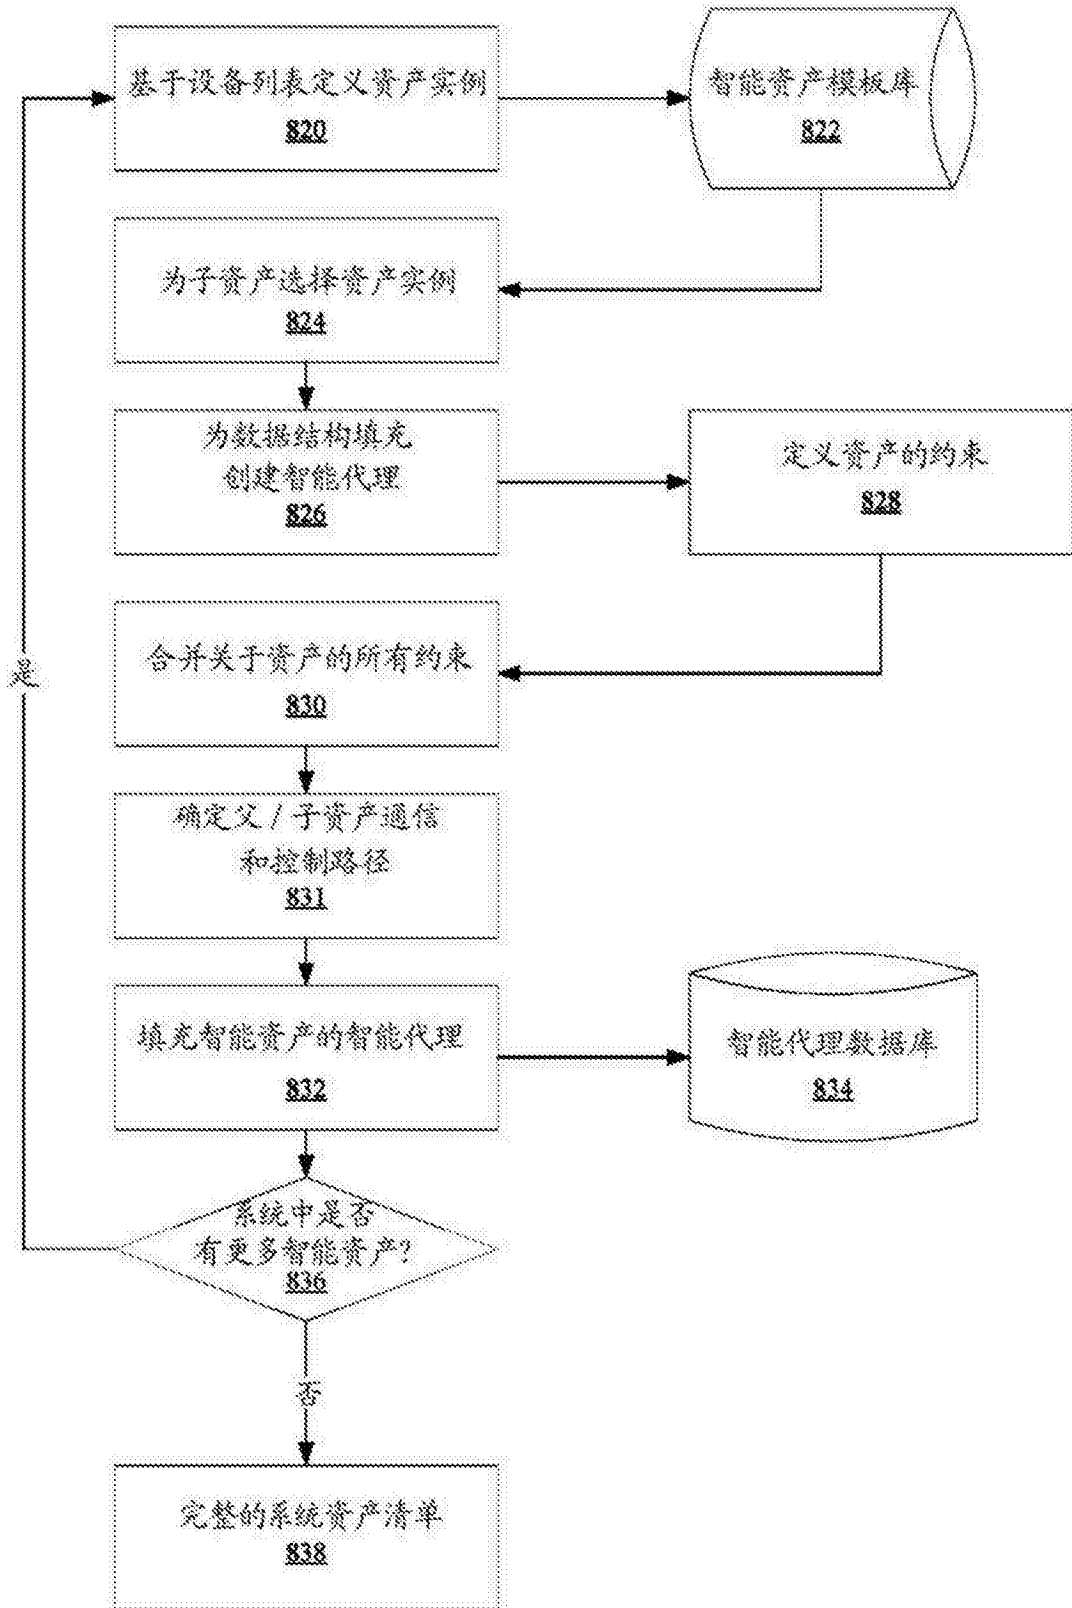 基于设备列表定义资产实例
820
智能资产模板库
822
为子资产选择资产实例
824
为数据结构填充
创建智能代理
826
定义资产的约束
828
合并关于资产的所有约束
830
是
确定父/子资产通信
和控制路径
831
填充智能资产的智能代理
832
智能代理数据库
834
系统中是否
有更多智能资产?
836
否
完整的系统资产清单
838